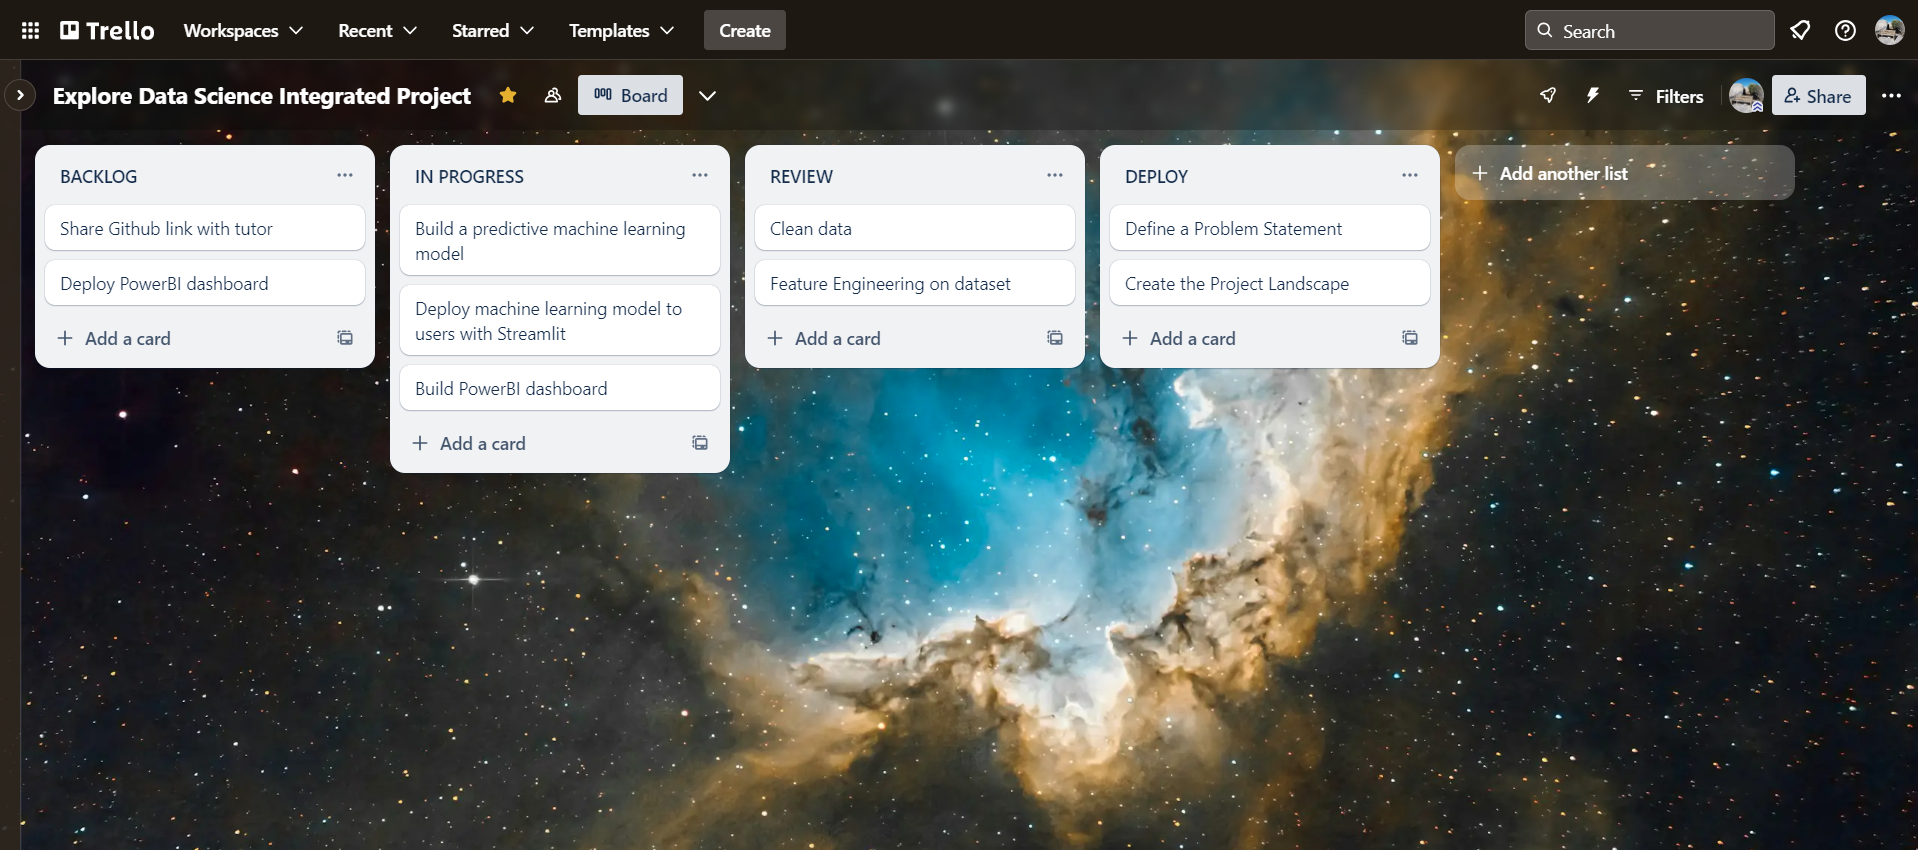 Trello
Workspaces
Recent
Starred
Templates
Create
Search
Explore Data Science Integrated Project
Board
Filters
Share
BACKLOG
Share Github link with tutor
Deploy PowerBI dashboard
Add a card
IN PROGRESS
Build a predictive machine learning
model
Deploy machine learning model to
users with Streamlit
Build PowerBI dashboard
Add a card
REVIEW
Clean data
Feature Engineering on dataset
Add a card
DEPLOY
Define a Problem Statement
Create the Project Landscape
Add a card
Add another list